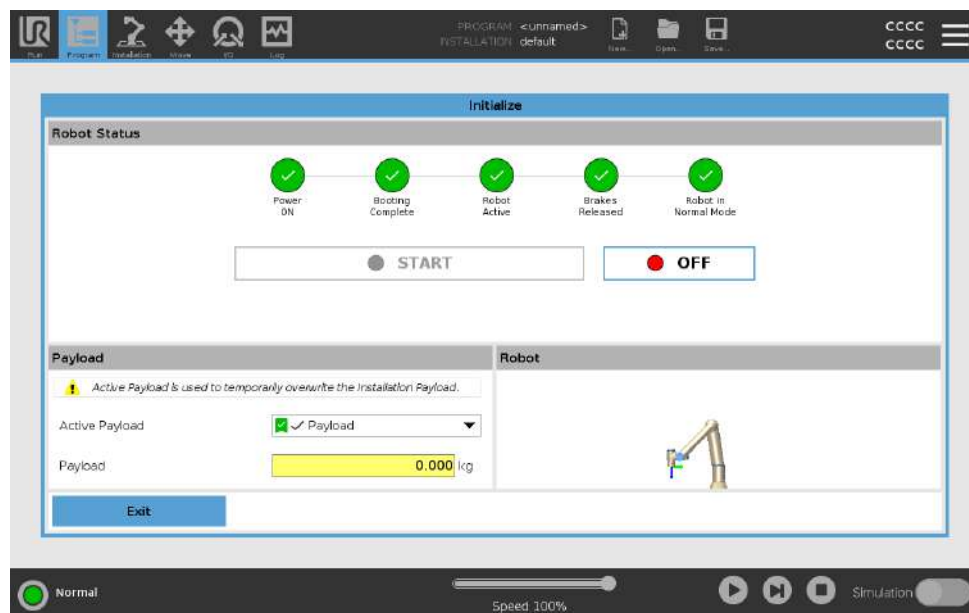 UR
PROGRAM <unnamed>
INSTALLATION default
CCCC
CCCC
Run Program Installation Move I/O Log New... Open... Save...
Initialize
Robot Status
Power
ON
Booting
Complete
Robot
Active
Brakes
Released
Robot in
Normal Mode
START
OFF
Payload
Robot
Active Payload is used to temporarily overwrite the Installation Payload.
Active Payload
Payload
Payload
0.000 kg
Exit
Normal
Speed 100%
Simulation